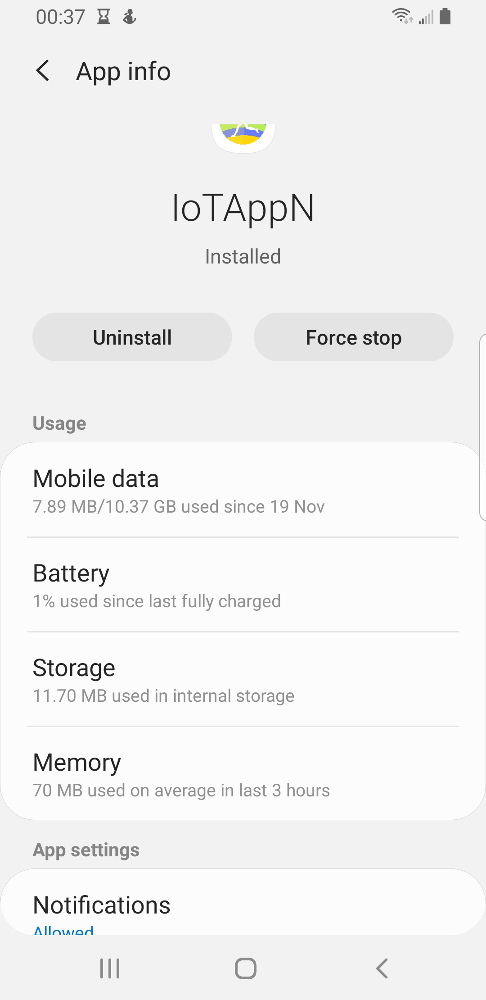 00:37
App info
IoTAppN
Installed
Uninstall
Force stop
Usage
Mobile data
7.89 MB/10.37 GB used since 19 Nov
Battery
1% used since last fully charged
Storage
11.70 MB used in internal storage
Memory
70 MB used on average in last 3 hours
App settings
Notifications
Allowed